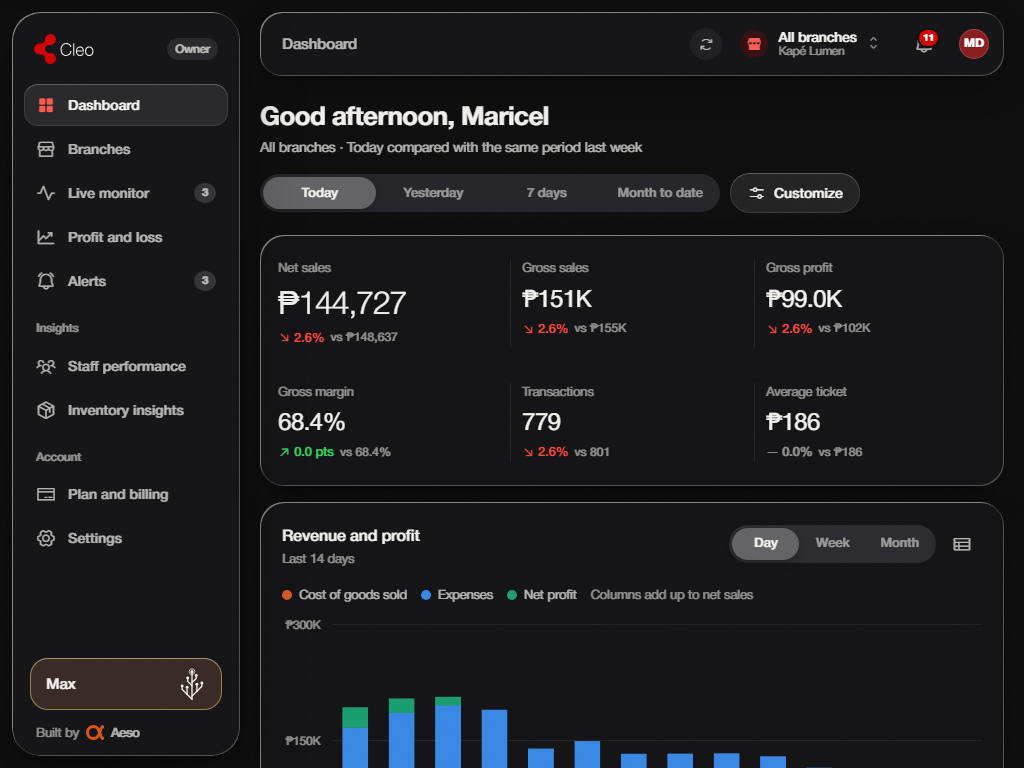 Cleo
Owner
Dashboard
Branches
Live monitor 3
Profit and loss
Alerts 3
Insights
Staff performance
Inventory insights
Account
Plan and billing
Settings
Max
Built by Aeso
Dashboard
All branches
Kapé Lumen
11
MD
Good afternoon, Maricel
All branches · Today compared with the same period last week
Today Yesterday 7 days Month to date Customize
Net sales
₱144,727
↘ 2.6% vs ₱148,637
Gross sales
₱151K
↘ 2.6% vs ₱155K
Gross profit
₱99.0K
↘ 2.6% vs ₱102K
Gross margin
68.4%
↗ 0.0 pts vs 68.4%
Transactions
779
↘ 2.6% vs 801
Average ticket
₱186
— 0.0% vs ₱186
Revenue and profit
Last 14 days
Day Week Month
Cost of goods sold Expenses Net profit Columns add up to net sales
₱300K
₱150K